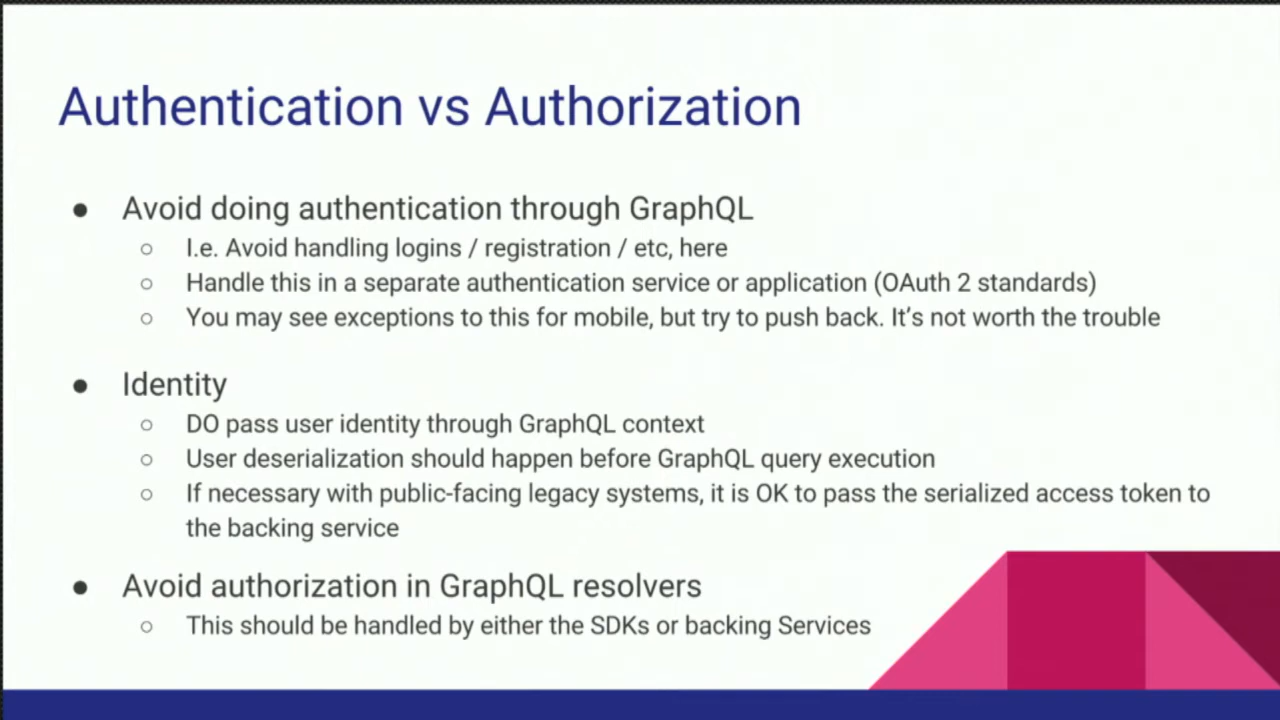 Authentication vs Authorization
● Avoid doing authentication through GraphQL
○ I.e. Avoid handling logins / registration / etc, here
○ Handle this in a separate authentication service or application (OAuth 2 standards)
○ You may see exceptions to this for mobile, but try to push back. It's not worth the trouble
● Identity
○ DO pass user identity through GraphQL context
○ User deserialization should happen before GraphQL query execution
○ If necessary with public-facing legacy systems, it is OK to pass the serialized access token to
the backing service
● Avoid authorization in GraphQL resolvers
○ This should be handled by either the SDKs or backing Services